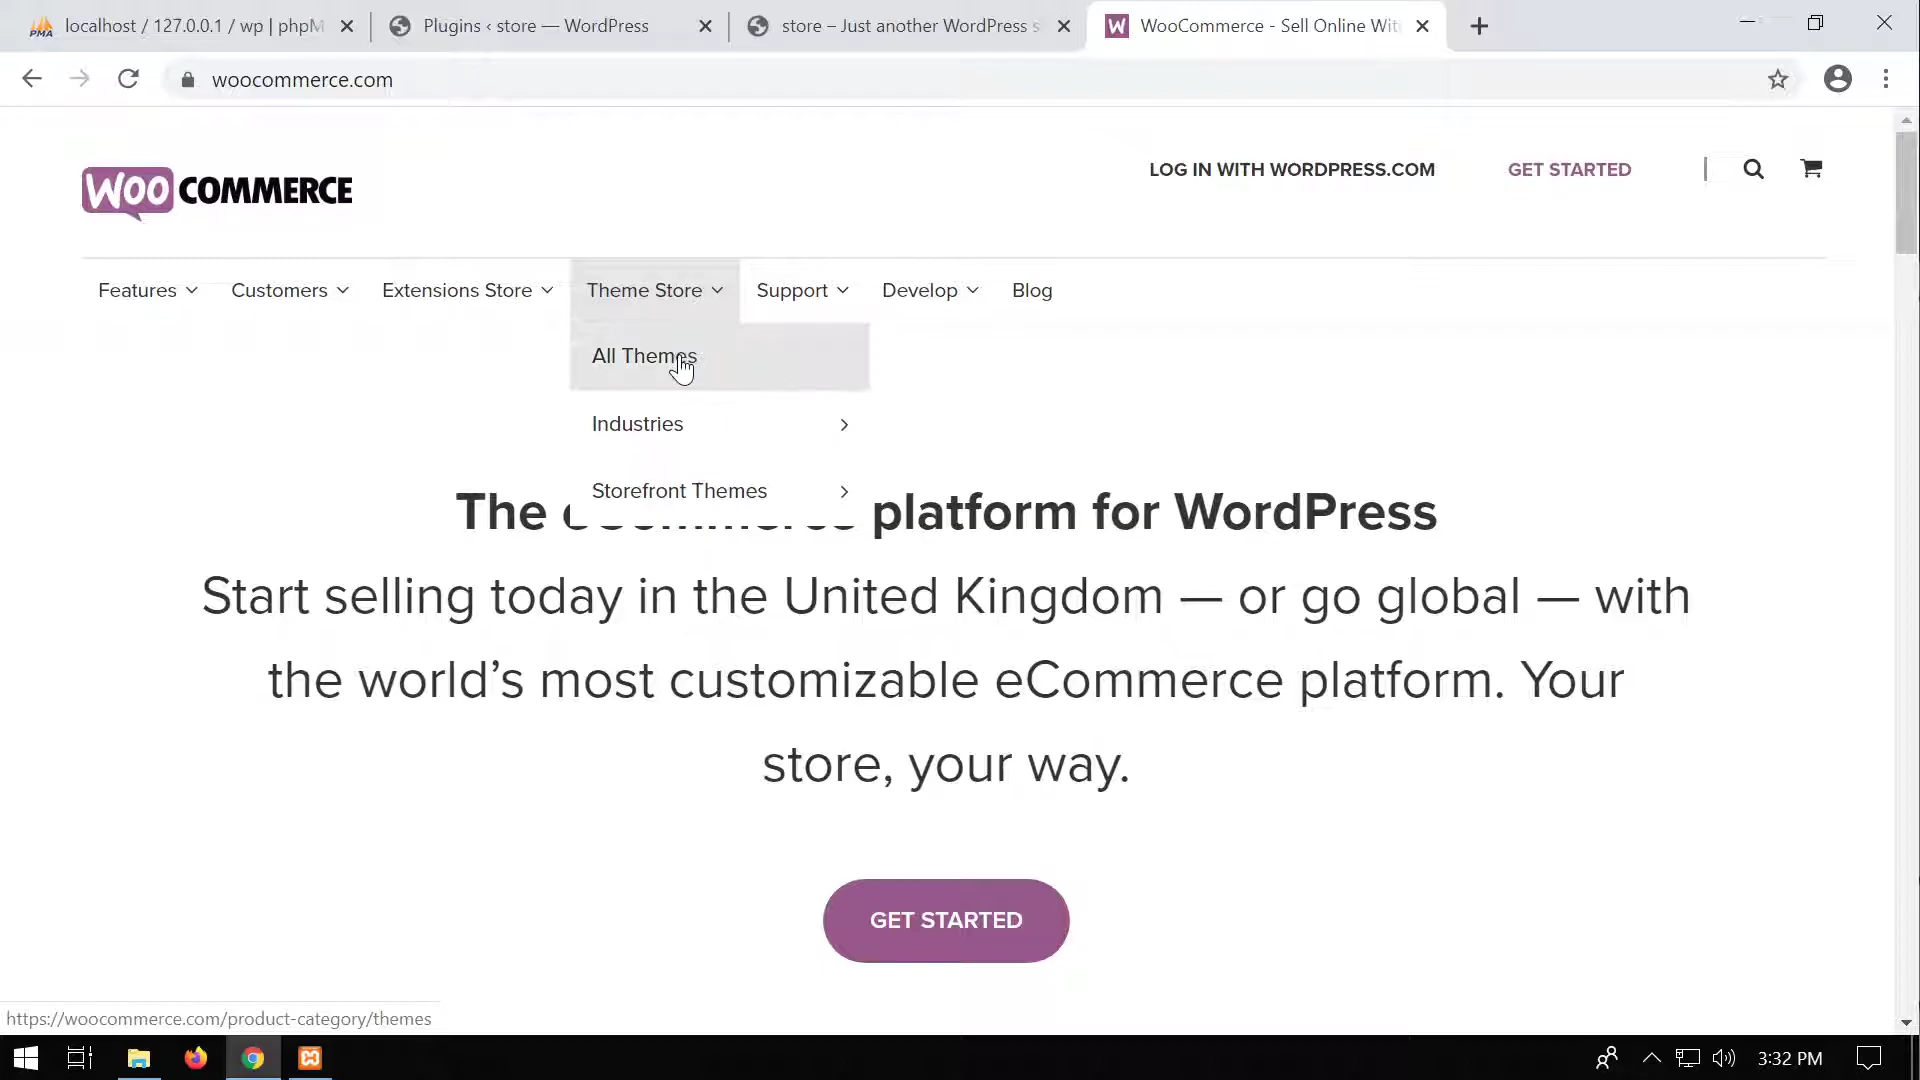 localhost / 127.0.0.1 / wp | phpM
Plugins ‹ store — WordPress
store – Just another WordPress s
WooCommerce - Sell Online Wit
woocommerce.com
WOO COMMERCE
LOG IN WITH WORDPRESS.COM
GET STARTED
Features
Customers
Extensions Store
Theme Store
Support
Develop
Blog
All Themes
Industries
Storefront Themes
The eCommerce platform for WordPress
Start selling today in the United Kingdom — or go global — with
the world’s most customizable eCommerce platform. Your
store, your way.
GET STARTED
https://woocommerce.com/product-category/themes
3:32 PM